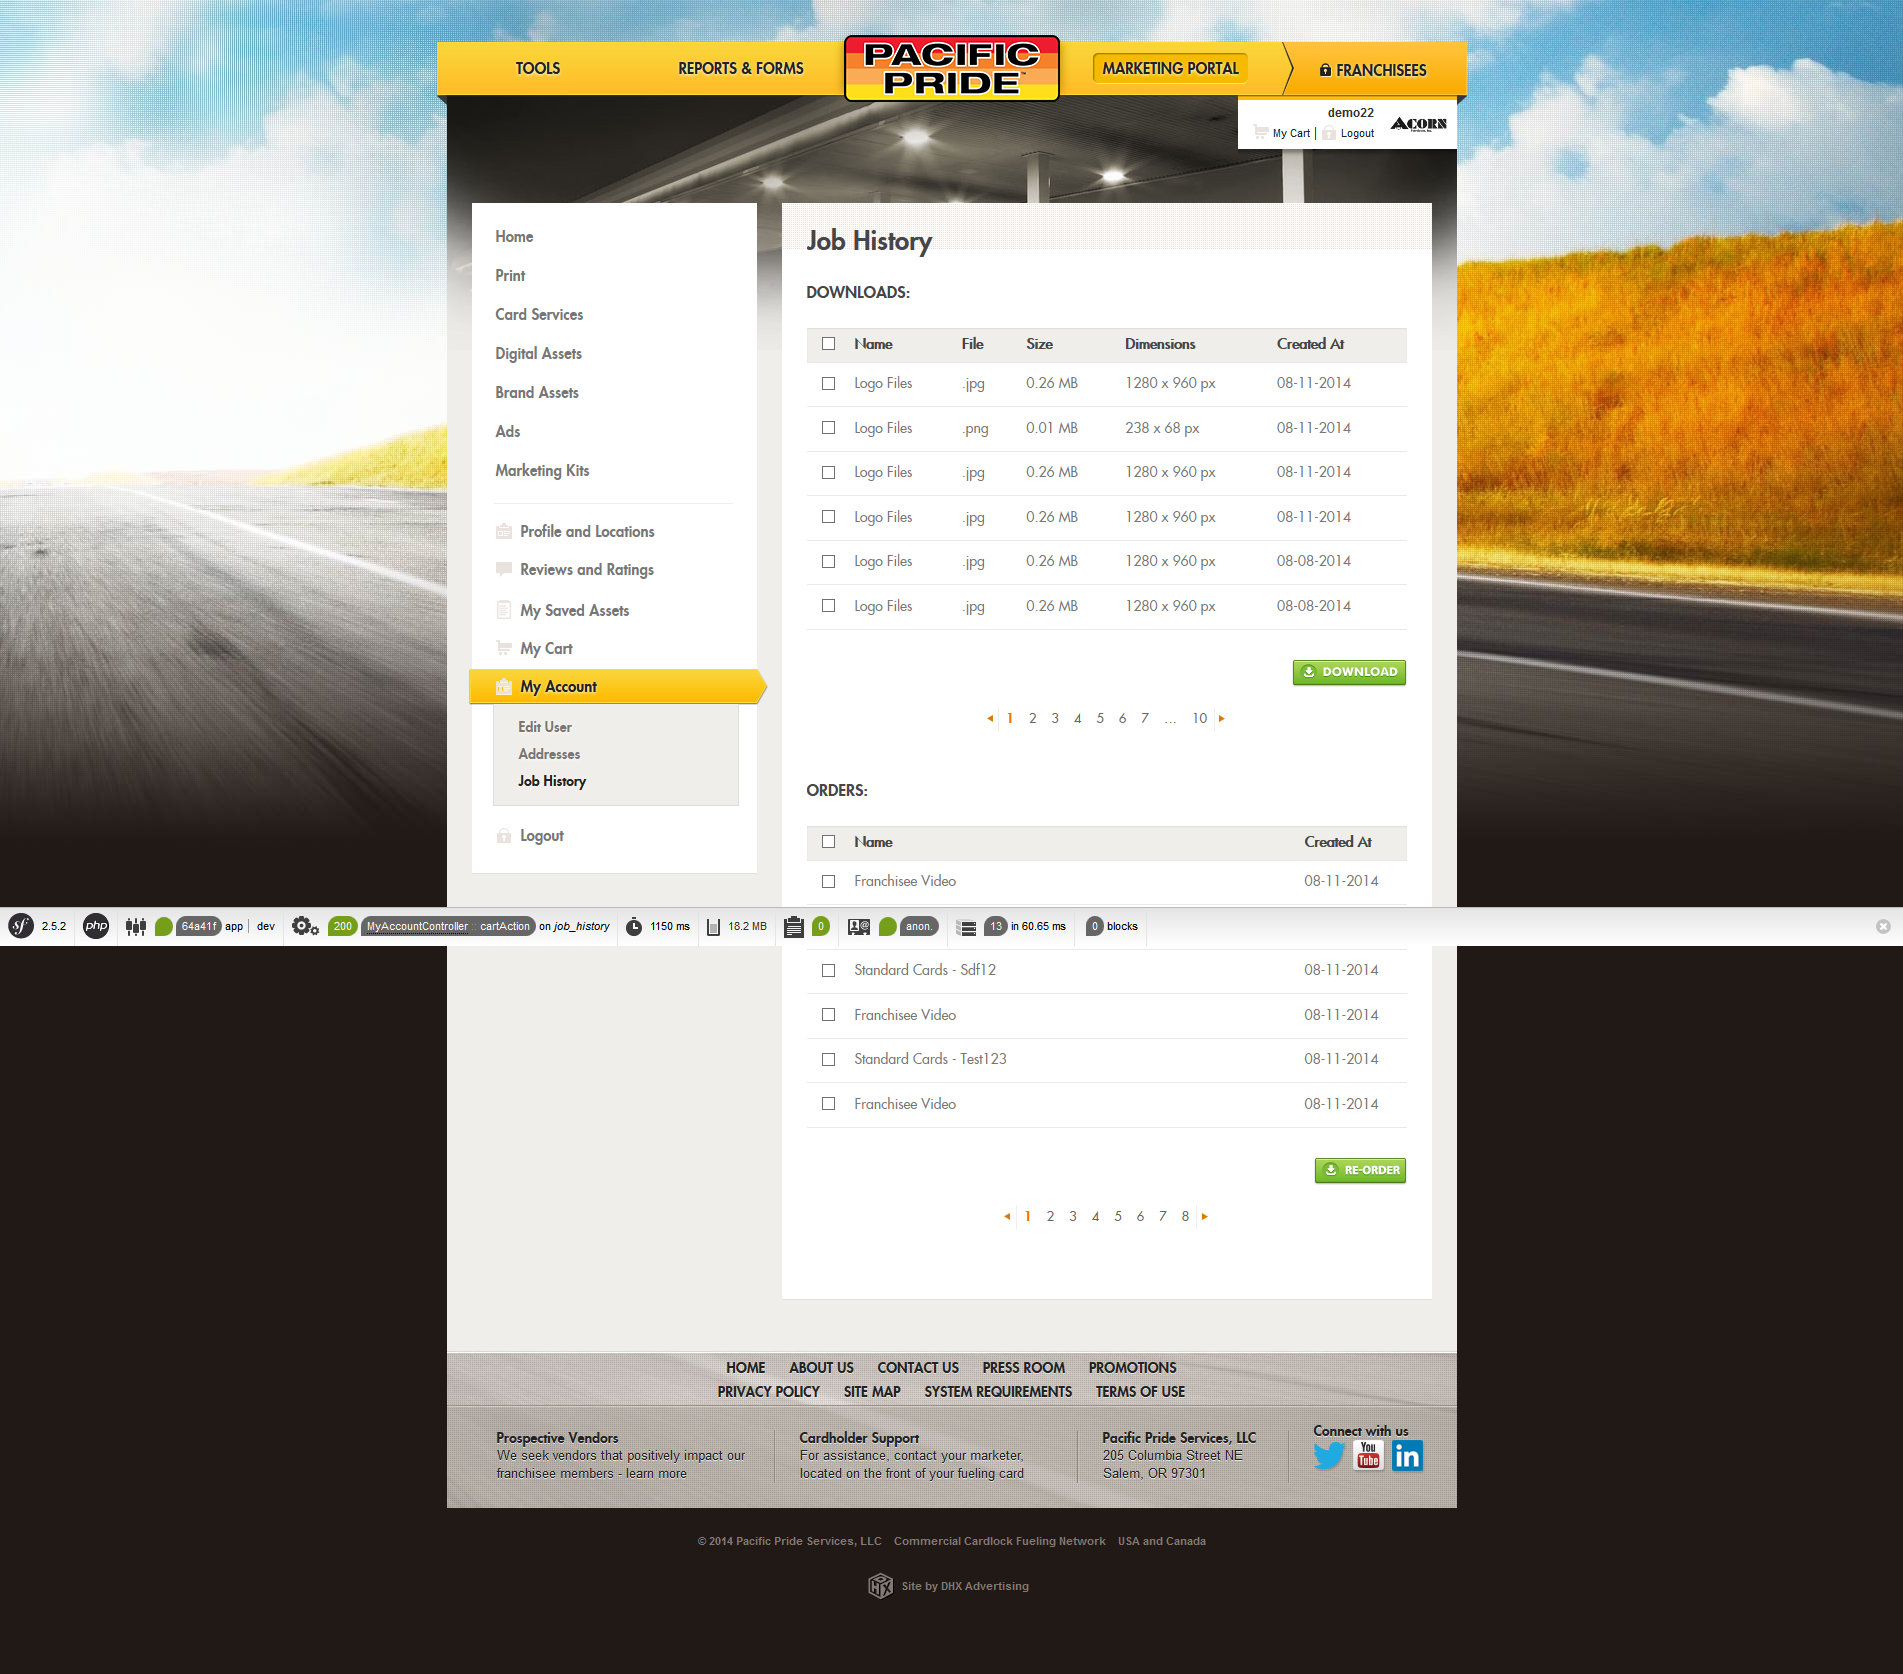 TOOLS
REPORTS & FORMS
PACIFIC
PRIDE
MARKETING PORTAL
FRANCHISEES
demo22
My Cart | Logout
ACORN
Home
Print
Card Services
Digital Assets
Brand Assets
Ads
Marketing Kits
Profile and Locations
Reviews and Ratings
My Saved Assets
My Cart
My Account
Edit User
Addresses
Job History
Logout
Job History
DOWNLOADS:
Name File Size Dimensions Created At
Logo Files .jpg 0.26 MB 1280 x 960 px 08-11-2014
Logo Files .png 0.01 MB 238 x 68 px 08-11-2014
Logo Files .jpg 0.26 MB 1280 x 960 px 08-11-2014
Logo Files .jpg 0.26 MB 1280 x 960 px 08-11-2014
Logo Files .jpg 0.26 MB 1280 x 960 px 08-08-2014
Logo Files .jpg 0.26 MB 1280 x 960 px 08-08-2014
DOWNLOAD
1 2 3 4 5 6 7 ... 10
ORDERS:
Name Created At
Franchisee Video 08-11-2014
sf 2.5.2 php 64a41f app | dev 200 MyAccountController :: cartAction on job_history 1150 ms 18.2 MB 0 anon. 13 in 60.65 ms 0 blocks
Standard Cards - Sdf12 08-11-2014
Franchisee Video 08-11-2014
Standard Cards - Test123 08-11-2014
Franchisee Video 08-11-2014
RE-ORDER
1 2 3 4 5 6 7 8
HOME ABOUT US CONTACT US PRESS ROOM PROMOTIONS
PRIVACY POLICY SITE MAP SYSTEM REQUIREMENTS TERMS OF USE
Prospective Vendors
We seek vendors that positively impact our
franchisee members - learn more
Cardholder Support
For assistance, contact your marketer,
located on the front of your fueling card
Pacific Pride Services, LLC
205 Columbia Street NE
Salem, OR 97301
Connect with us
You
Tube
in
© 2014 Pacific Pride Services, LLC Commercial Cardlock Fueling Network USA and Canada
DHX
Site by DHX Advertising